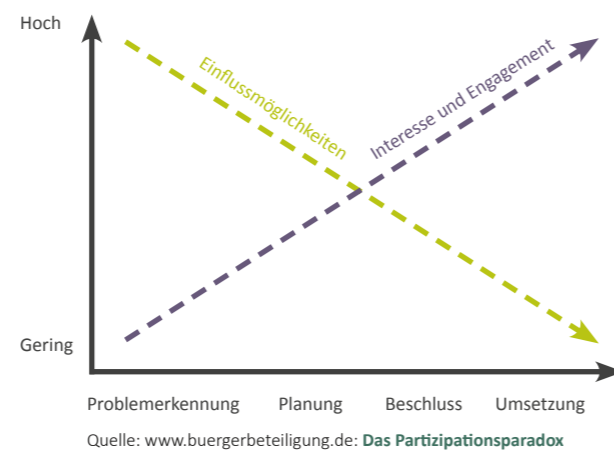 Hoch
Einflussmöglichkeiten
Interesse und Engagement
Gering
Problemerkennung Planung Beschluss Umsetzung
Quelle: www.buergerbeteiligung.de: Das Partizipationsparadox